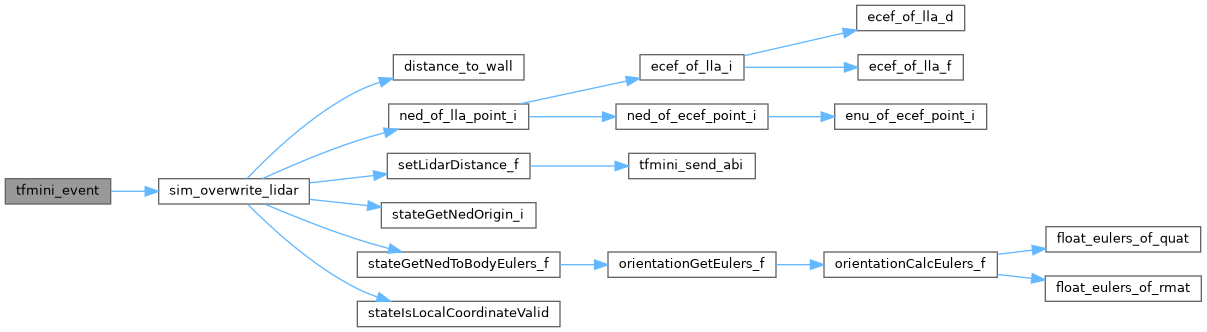 tfmini_event
sim_overwrite_lidar
distance_to_wall
ned_of_lla_point_i
ecef_of_lla_i
ecef_of_lla_d
ecef_of_lla_f
ned_of_ecef_point_i
enu_of_ecef_point_i
setLidarDistance_f
tfmini_send_abi
stateGetNedOrigin_i
stateGetNedToBodyEulers_f
orientationGetEulers_f
orientationCalcEulers_f
float_eulers_of_quat
float_eulers_of_rmat
stateIsLocalCoordinateValid